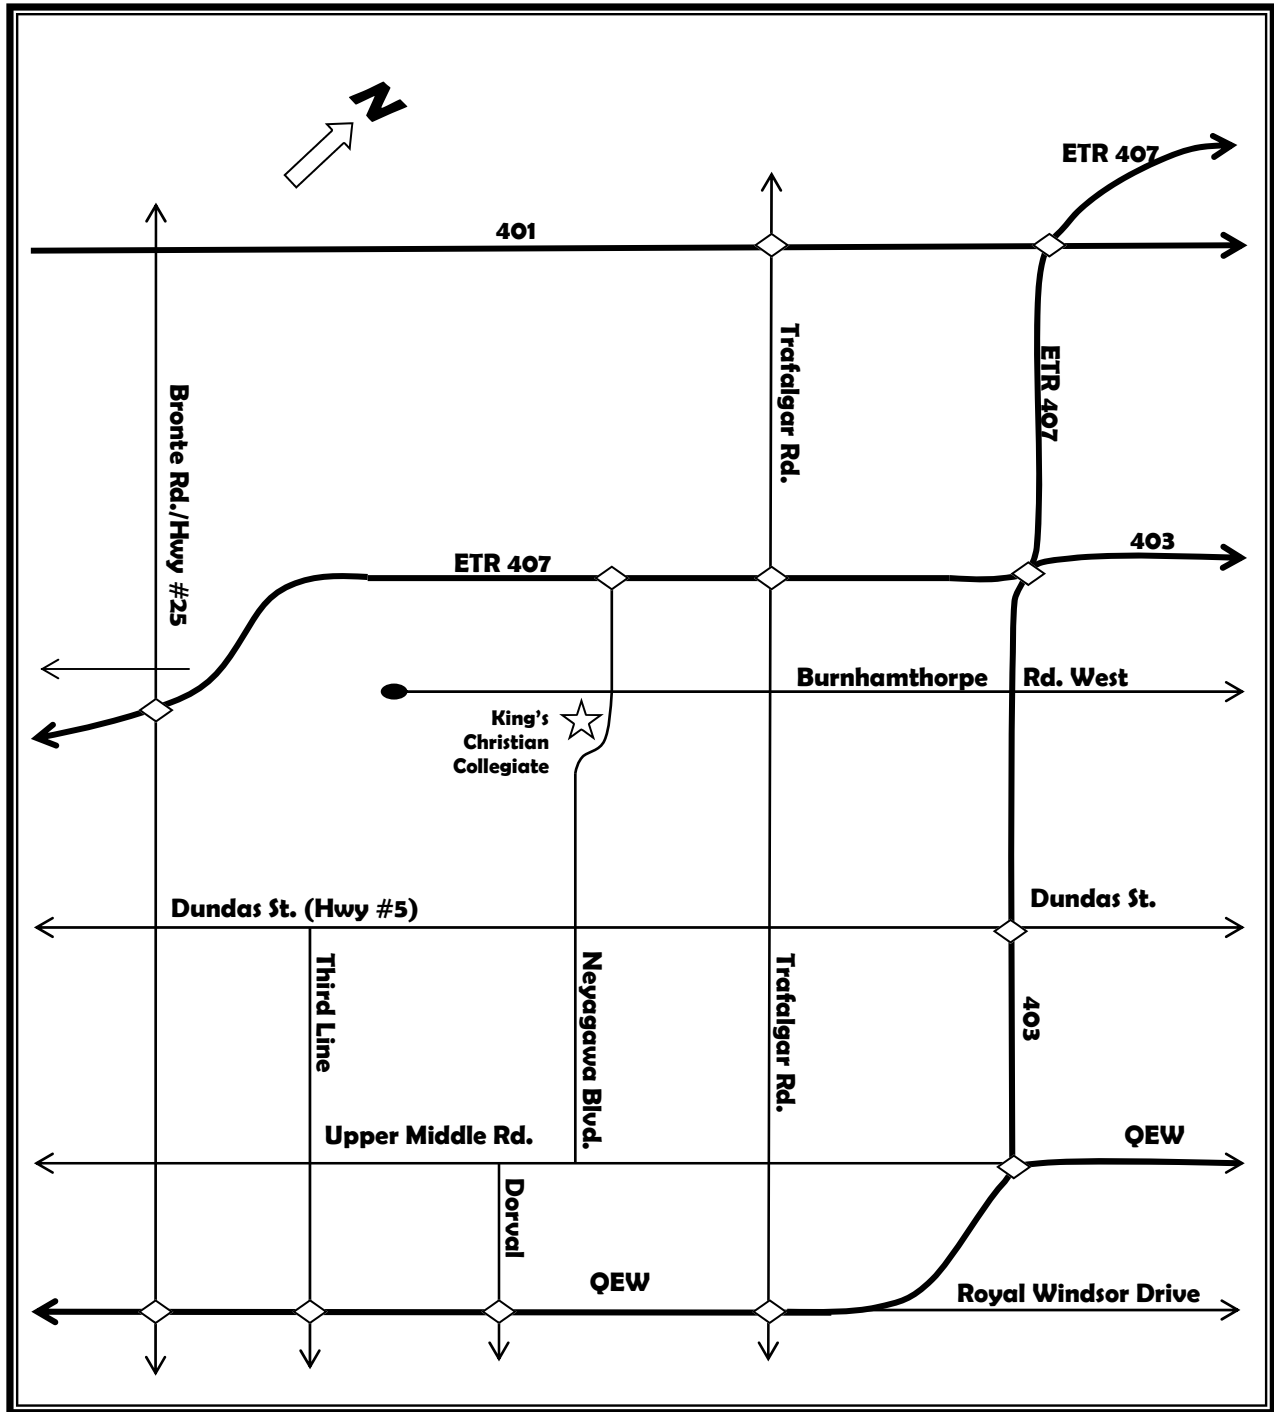 N
ETR 407
401
Trafalgar Rd.
ETR 407
Bronte Rd./Hwy #25
403
ETR 407
Burnhamthorpe Rd. West
King's
Christian
Collegiate
Dundas St. (Hwy #5)
Dundas St.
Third Line
Neyagawa Blvd.
Trafalgar Rd.
403
Upper Middle Rd.
QEW
Dorval
QEW
Royal Windsor Drive